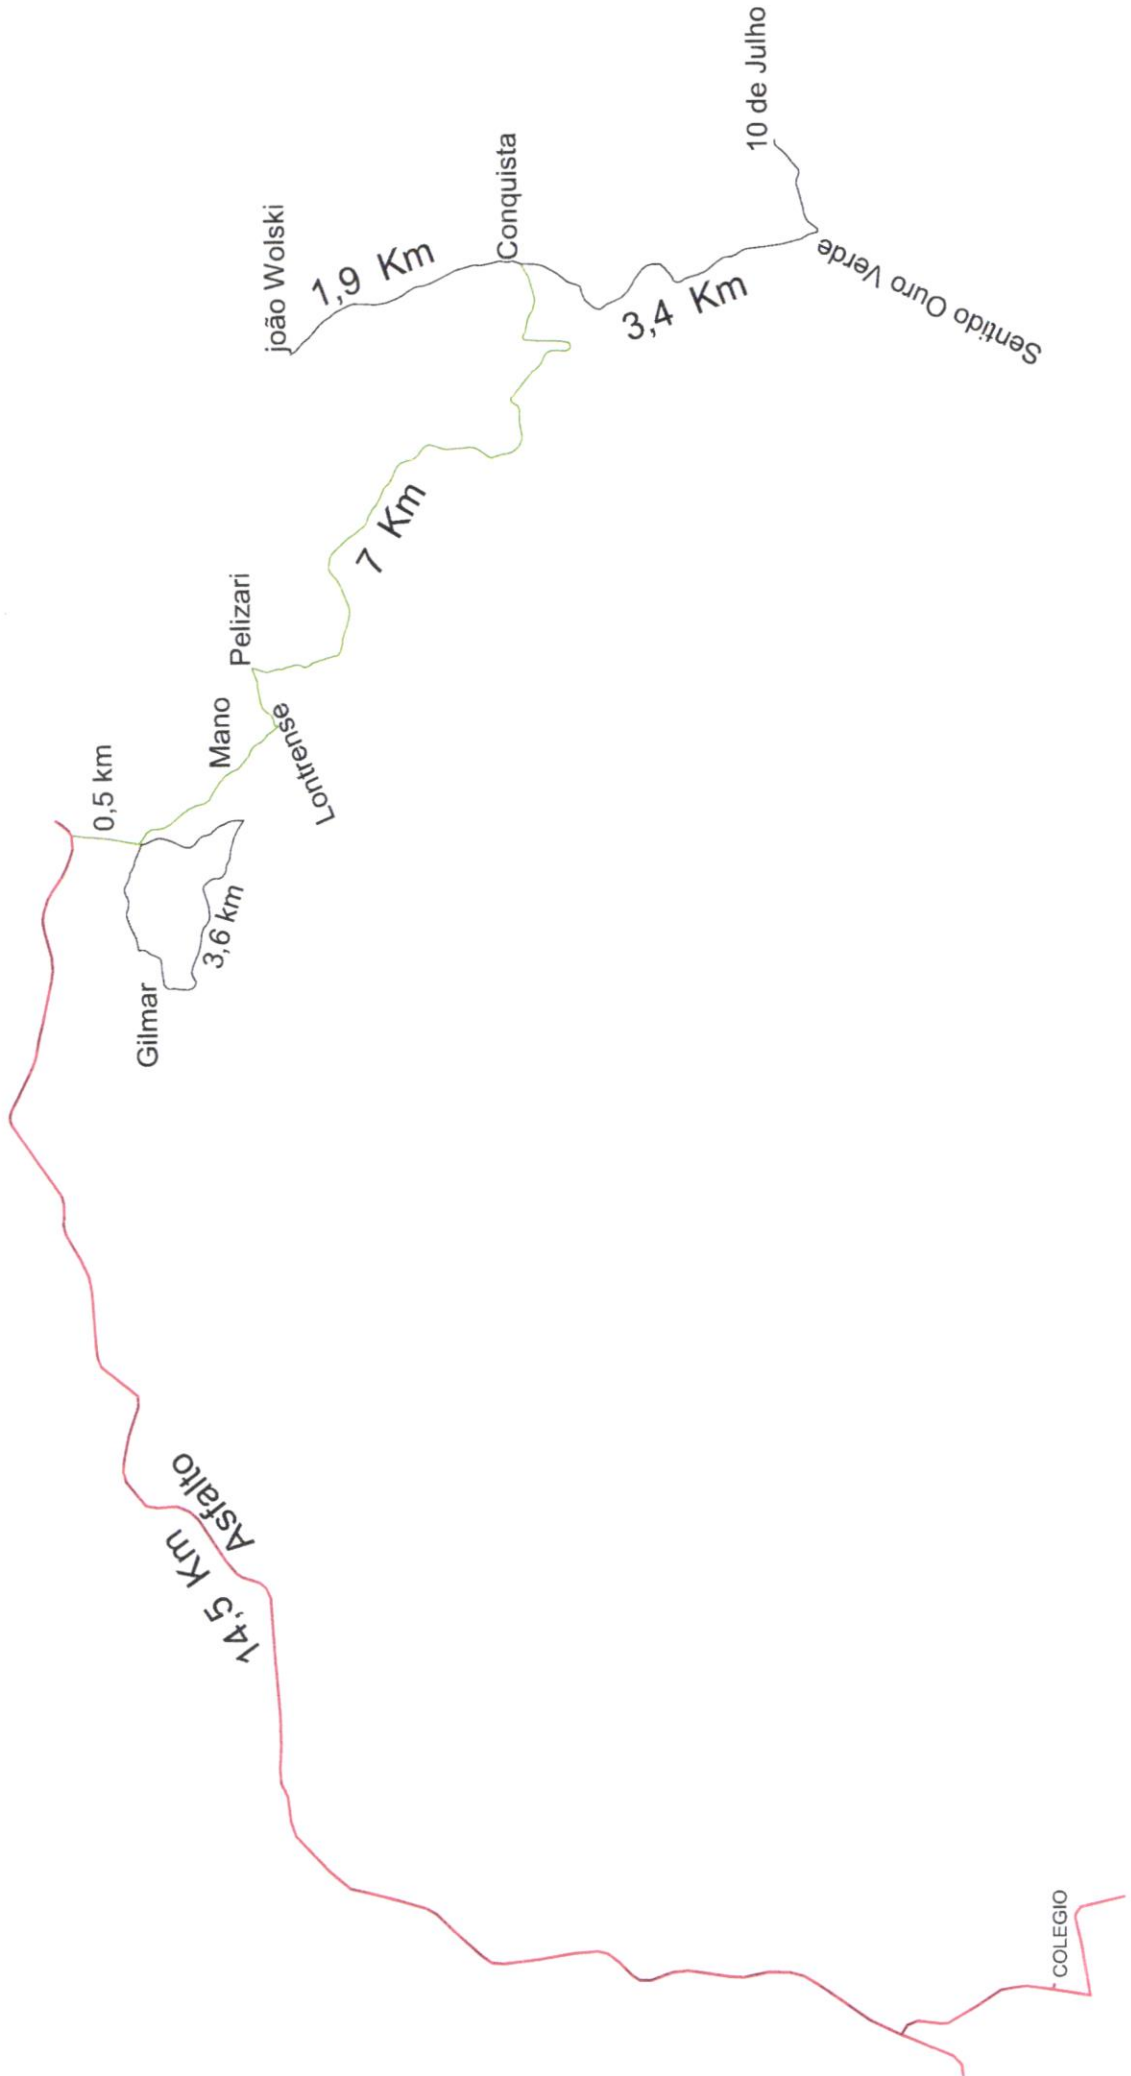 10 de Julho
Conquista
joão Wolski
1,9 Km
3,4 Km
Sentido Ouro Verde
7 Km
Pelizari
Mano
Lontrense
0,5 km
3,6 km
Gilmar
Asfalto
14,5 Km
COLEGIO